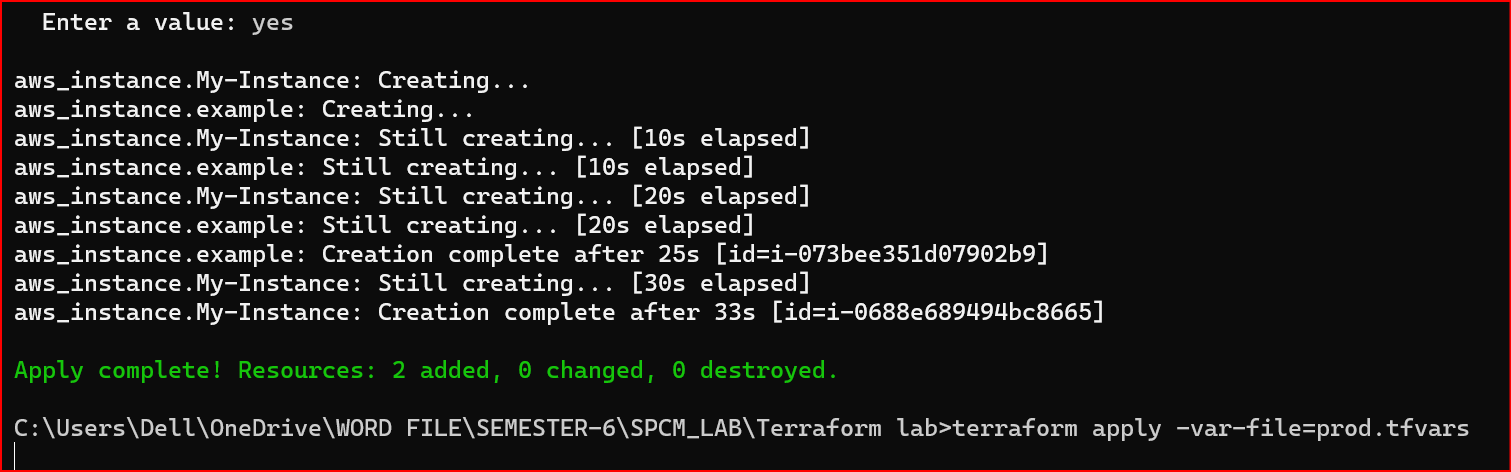 Enter a value: yes
aws_instance.My-Instance: Creating...
aws_instance.example: Creating...
aws_instance.My-Instance: Still creating... [10s elapsed]
aws_instance.example: Still creating... [10s elapsed]
aws_instance.My-Instance: Still creating... [20s elapsed]
aws_instance.example: Still creating... [20s elapsed]
aws_instance.example: Creation complete after 25s [id=i-073bee351d07902b9]
aws_instance.My-Instance: Still creating... [30s elapsed]
aws_instance.My-Instance: Creation complete after 33s [id=i-0688e689494bc8665]
Apply complete! Resources: 2 added, 0 changed, 0 destroyed.
C:\Users\Dell\OneDrive\WORD FILE\SEMESTER-6\SPCM_LAB\Terraform lab>terraform apply -var-file=prod.tfvars